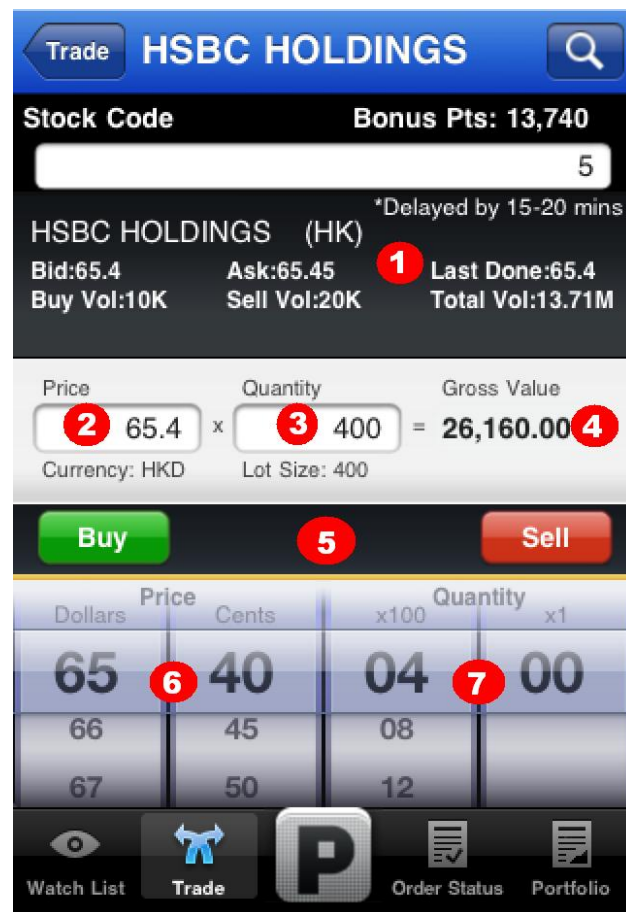 Trade HSBC HOLDINGS
Stock Code Bonus Pts: 13,740
5
*Delayed by 15-20 mins
HSBC HOLDINGS (HK)
1
Bid:65.4 Ask:65.45 Last Done:65.4
Buy Vol:10K Sell Vol:20K Total Vol:13.71M
Price Quantity Gross Value
2 65.4 x 3 400 = 26,160.00 4
Currency: HKD Lot Size: 400
Buy 5 Sell
Price Quantity
Dollars Cents x100 x1
65 6 40 04 7 00
66 45 08
67 50 12
P
Watch List Trade Order Status Portfolio